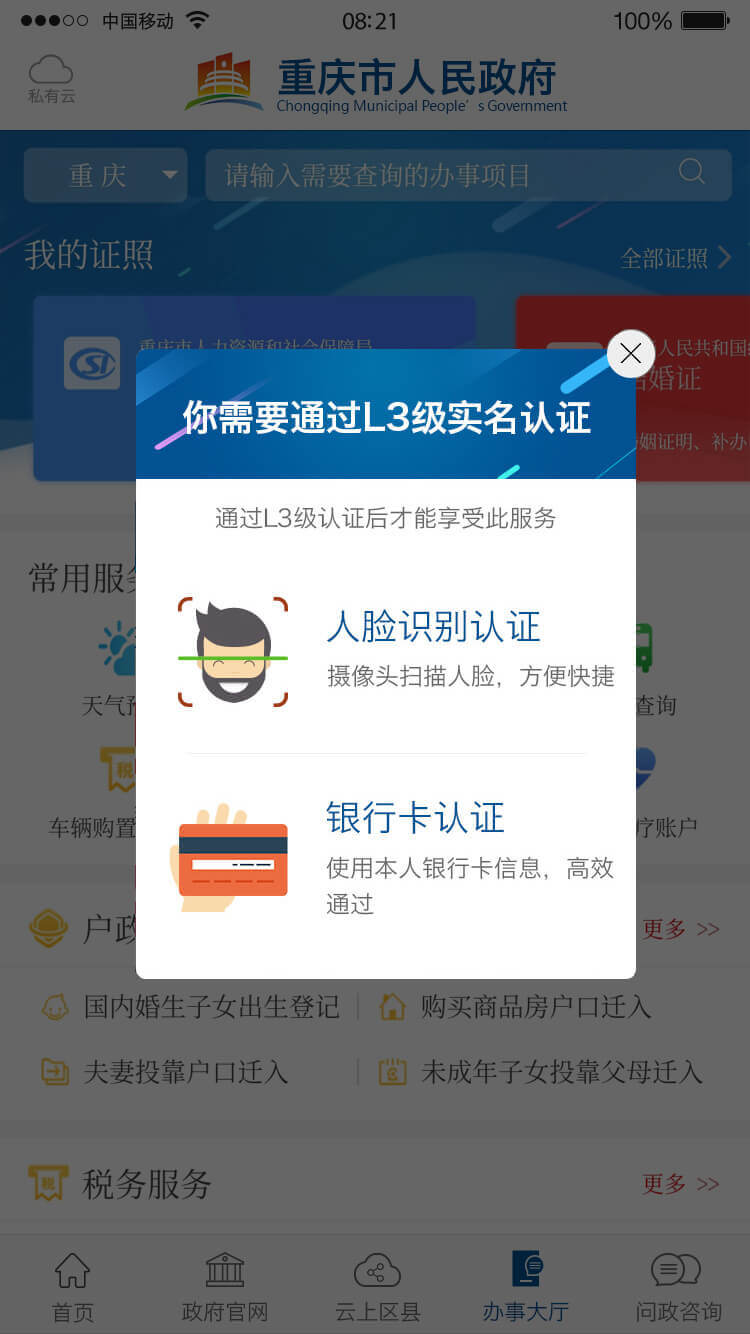 中国移动
08:21
100%
私有云
重庆市人民政府
Chongqing Municipal People's Government
重 庆
请输入需要查询的办事项目
我的证照
全部证照
重庆市人力资源和社会保障局
人民共和国
结婚证
姻证明、补办
你需要通过L3级实名认证
通过L3级认证后才能享受此服务
人脸识别认证
摄像头扫描人脸，方便快捷
银行卡认证
使用本人银行卡信息，高效
通过
常用服务
天气预
查询
税
车辆购置
疗账户
户政
更多 >>
国内婚生子女出生登记
购买商品房户口迁入
夫妻投靠户口迁入
未成年子女投靠父母迁入
税
税务服务
更多 >>
首页
政府官网
云上区县
办事大厅
问政咨询